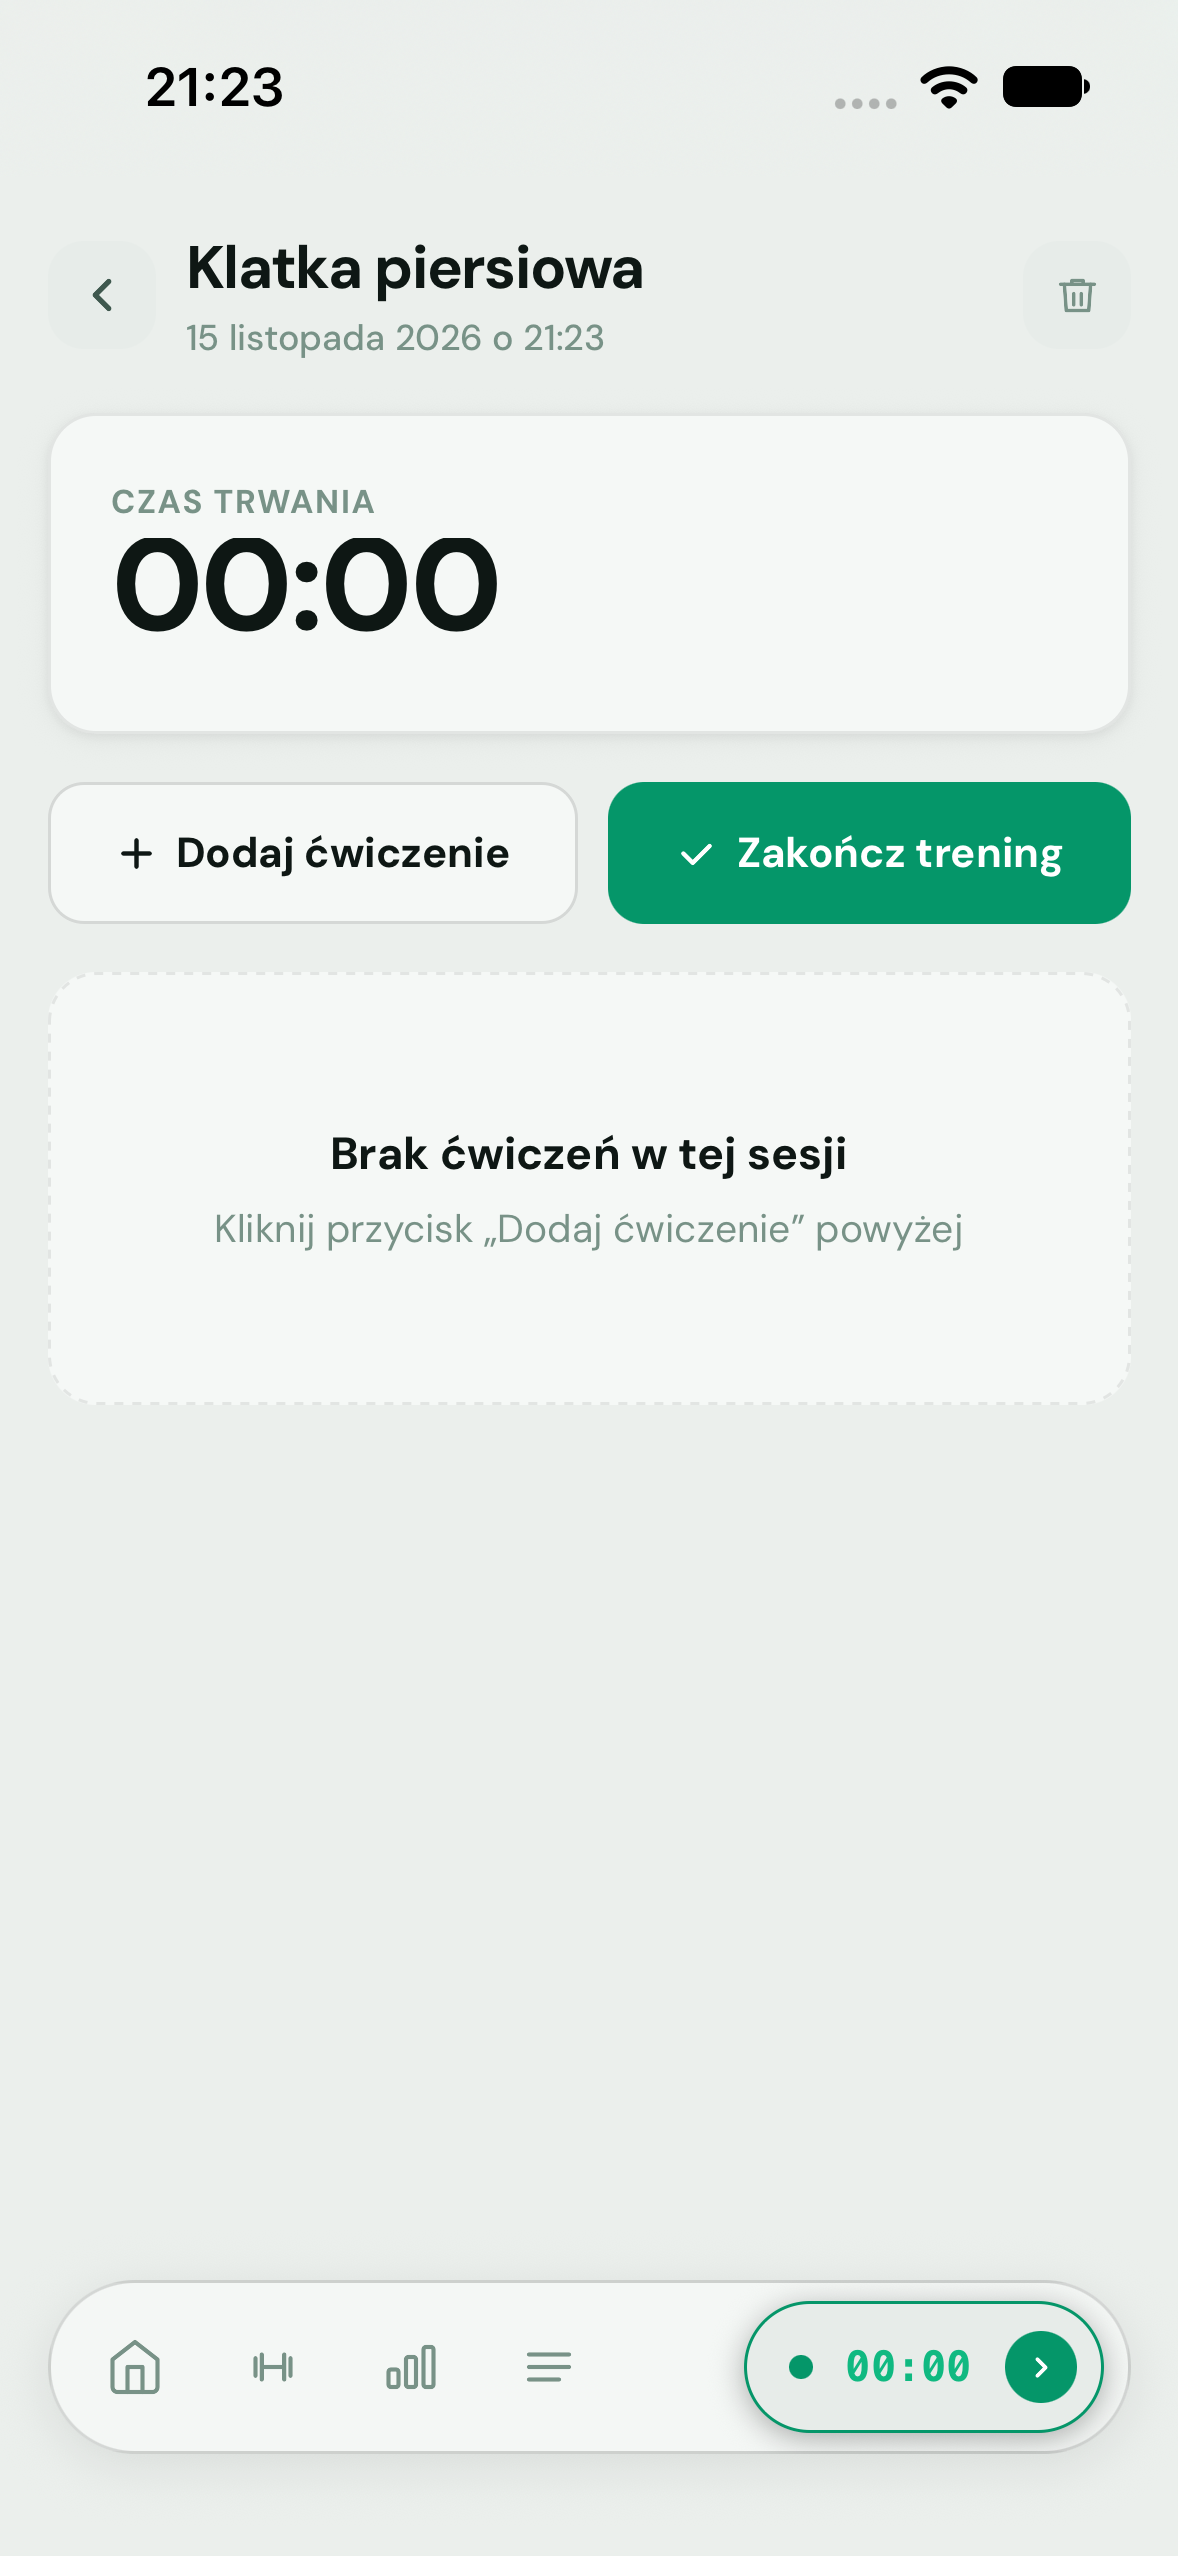 21:23
Klatka piersiowa
15 listopada 2026 o 21:23
CZAS TRWANIA
00:00
Dodaj ćwiczenie
Zakończ trening
Brak ćwiczeń w tej sesji
Kliknij przycisk „Dodaj ćwiczenie” powyżej
00:00